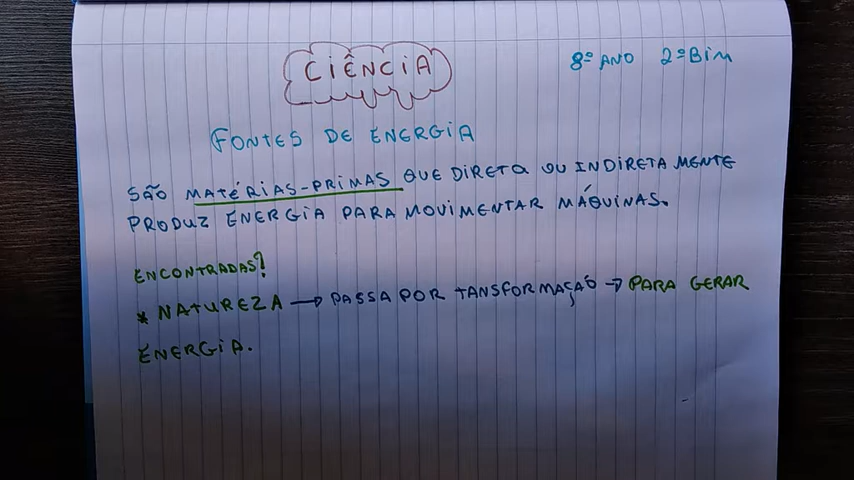 CIÊNCIA
8º ANO 2º BIM
FONTES DE ENERGIA
SÃO MATÉRIAS-PRIMAS QUE DIRETA OU INDIRETAMENTE
PRODUZ ENERGIA PARA MOVIMENTAR MÁQUINAS.
ENCONTRADAS?
* NATUREZA → PASSA POR TANSFORMAÇÃO → PARA GERAR
ENERGIA.